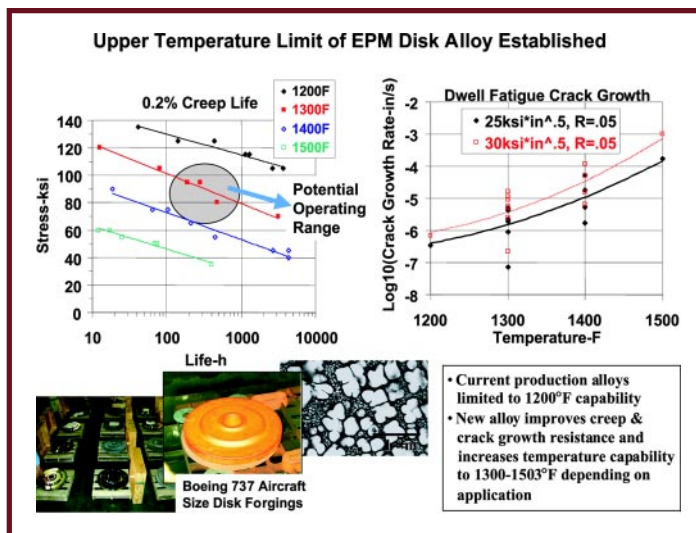 Upper Temperature Limit of EPM Disk Alloy Established
0.2% Creep Life
1200F
1300F
1400F
1500F
140
120
100
80
60
40
20
0
Stress-ksi
10
100
1000
10000
Life-h
Potential
Operating
Range
Dwell Fatigue Crack Growth
25ksi*in^.5, R=.05
30ksi*in^.5, R=.05
-2
-3
-4
-5
-6
-7
-8
Log10(Crack Growth Rate-in/s)
1200
1300
1400
1500
Temperature-F
Boeing 737 Aircraft
Size Disk Forgings
• Current production alloys
limited to 1200°F capability
• New alloy improves creep &
crack growth resistance and
increases temperature capability
to 1300-1503°F depending on
application